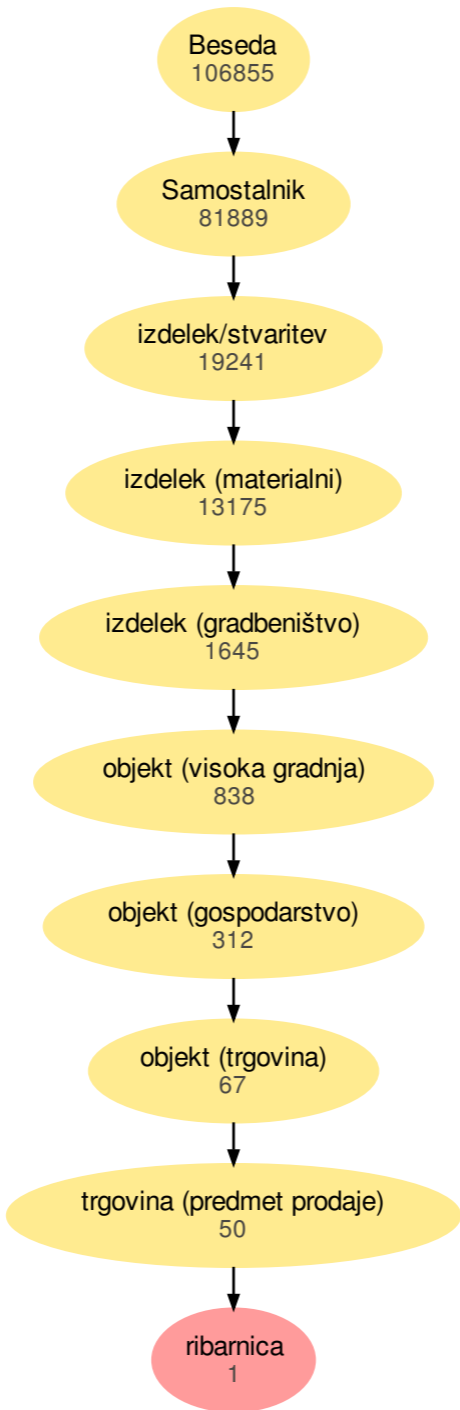 Beseda
106855
Samostalnik
81889
izdelek/stvaritev
19241
izdelek (materialni)
13175
izdelek (gradbeništvo)
1645
objekt (visoka gradnja)
838
objekt (gospodarstvo)
312
objekt (trgovina)
67
trgovina (predmet prodaje)
50
ribarnica
1